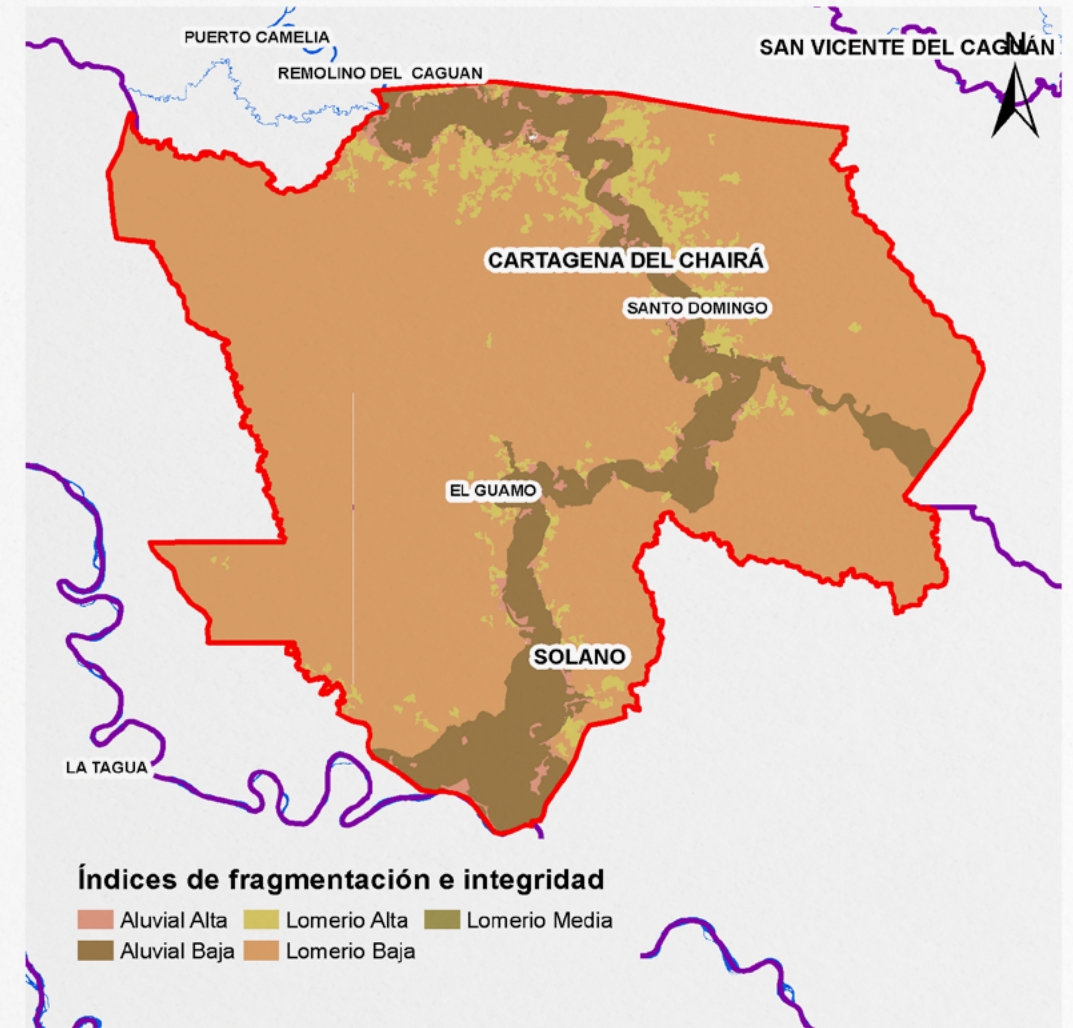 PUERTO CAMELIA
SAN VICENTE DEL CAGUÁN
N
REMOLINO DEL CAGUAN
CARTAGENA DEL CHAIRÁ
SANTO DOMINGO
EL GUAMO
SOLANO
LA TAGUA
Índices de fragmentación e integridad
Aluvial Alta Lomerio Alta Lomerio Media
Aluvial Baja Lomerio Baja